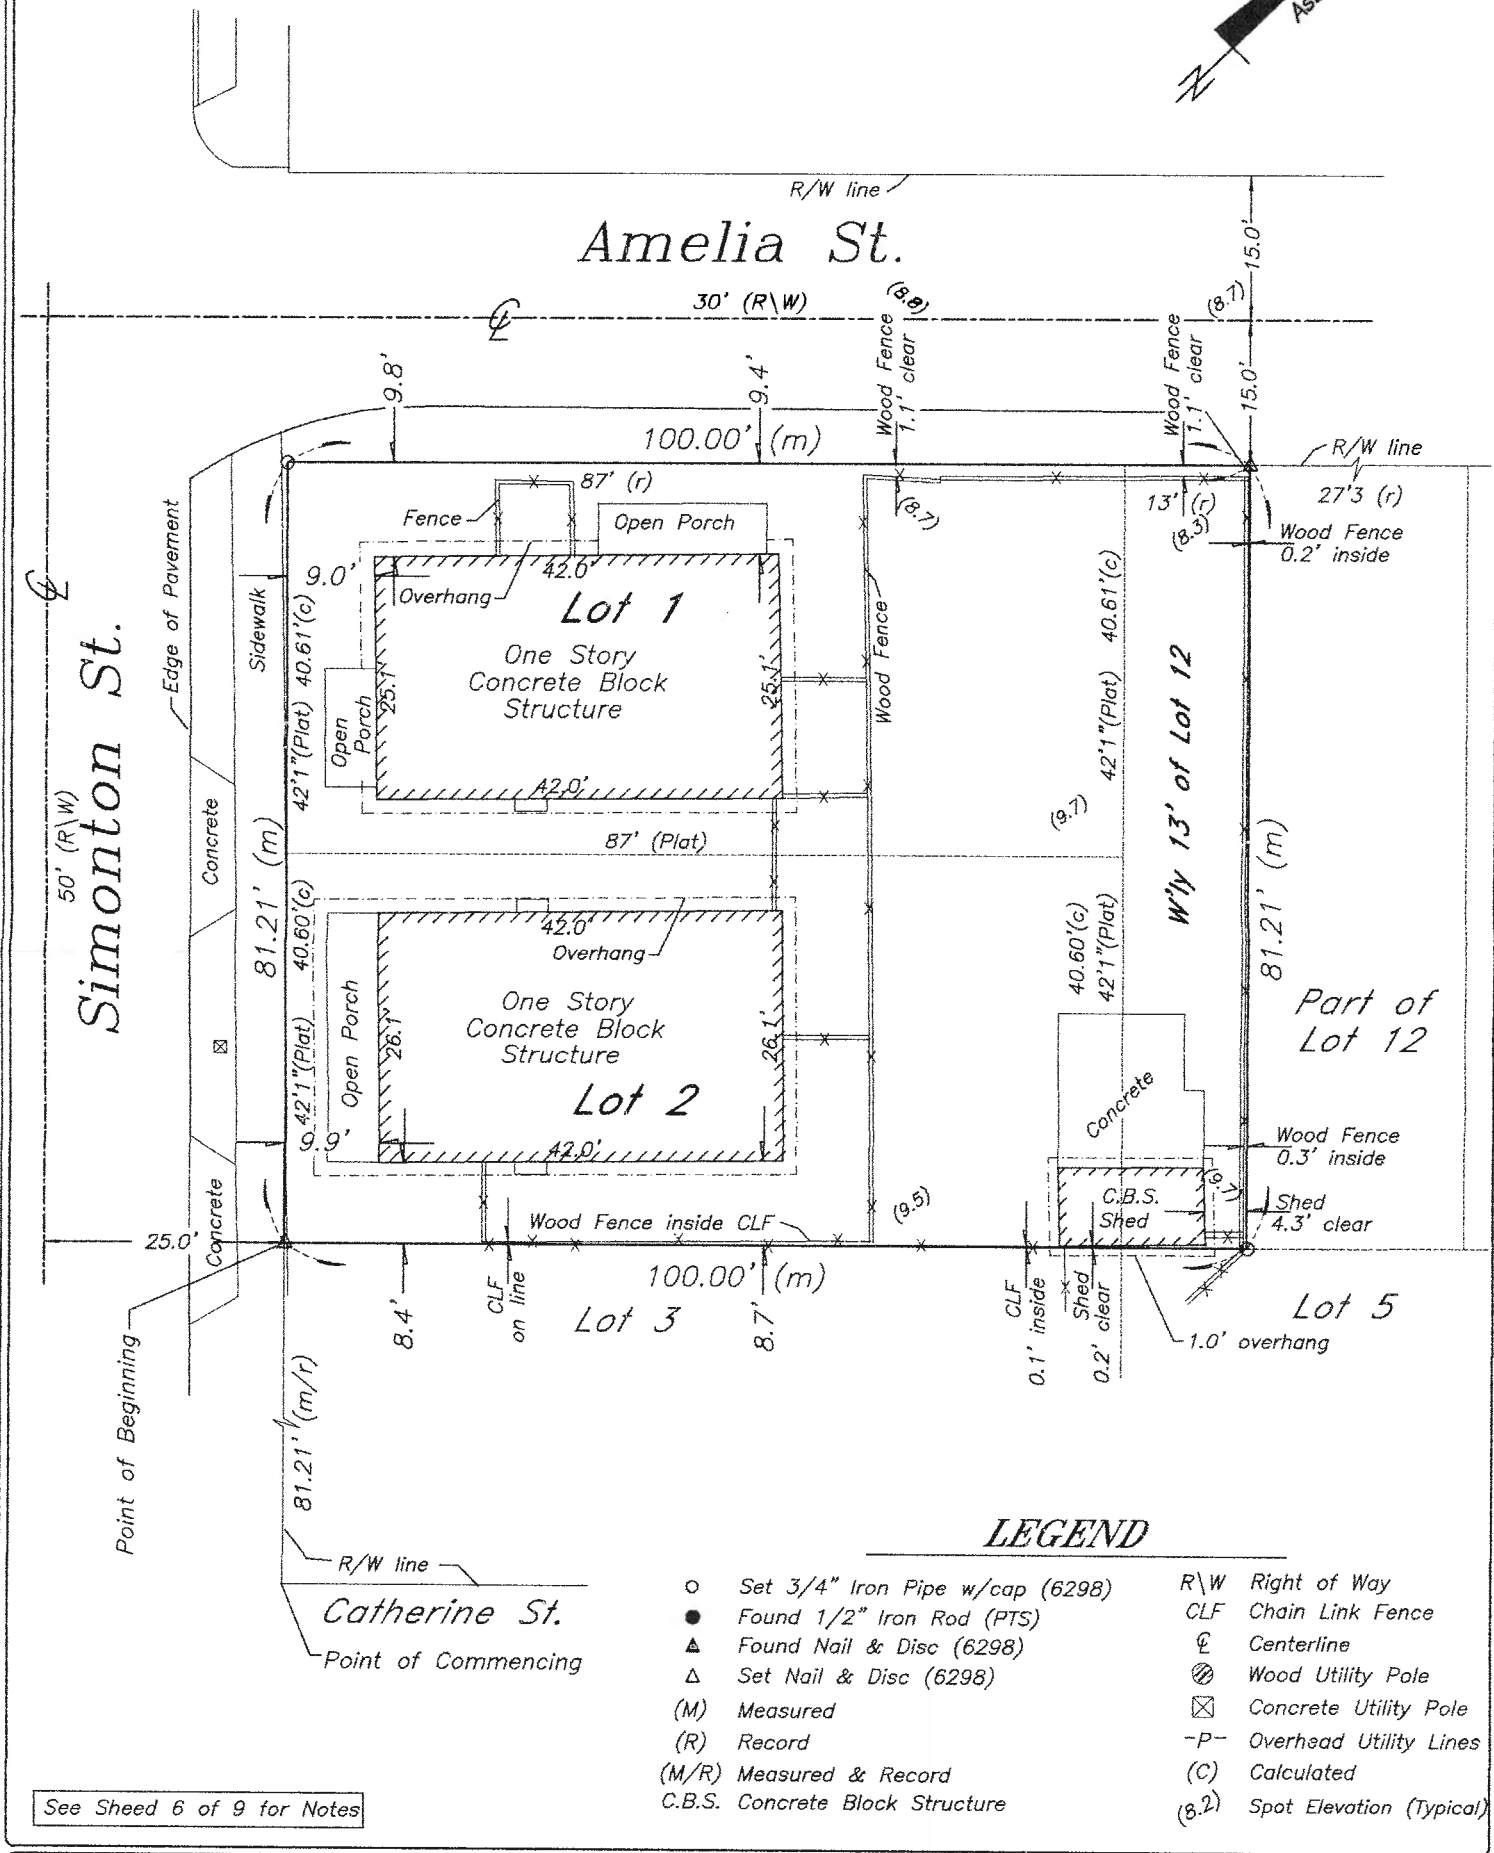 N
R/W line
Amelia St.
15.0'
30' (R\W)
(8.8)
(8.7)
℄
9.8'
9.4'
Wood Fence
1.1' clear
Wood Fence
1.1' clear
15.0'
100.00' (m)
R/W line
27'3 (r)
87' (r)
13' (r)
Fence
Open Porch
(8.7)
(8.3)
Wood Fence
0.2' inside
Edge of Pavement
Sidewalk
9.0'
Overhang
42.0'
Lot 1
One Story
Concrete Block
Structure
25.1'
25.1'
42.0'
Open
Porch
42'1"(Plat) 40.61'(c)
Wood Fence
42'1"(Plat) 40.61'(c)
W'ly 13' of Lot 12
℄
Simonton St.
50' (R\W)
Concrete
81.21' (m)
87' (Plat)
(9.7)
81.21' (m)
42'1"(Plat) 40.60'(c)
42.0'
Overhang
One Story
Concrete Block
Structure
26.1'
26.1'
Lot 2
42.0'
Open Porch
40.60'(c)
42'1"(Plat)
Part of
Lot 12
Concrete
9.9'
Wood Fence
0.3' inside
C.B.S.
Shed
(9.7)
Shed
4.3' clear
25.0'
Concrete
Wood Fence inside CLF
(9.5)
100.00' (m)
8.4'
CLF
on line
Lot 3
8.7'
CLF
0.1' inside
Shed
0.2' clear
1.0' overhang
Lot 5
Point of Beginning
81.21' (m/r)
R/W line
Catherine St.
Point of Commencing
LEGEND
Set 3/4" Iron Pipe w/cap (6298)
Found 1/2" Iron Rod (PTS)
Found Nail & Disc (6298)
Set Nail & Disc (6298)
(M) Measured
(R) Record
(M/R) Measured & Record
C.B.S. Concrete Block Structure
R\W Right of Way
CLF Chain Link Fence
℄ Centerline
Wood Utility Pole
Concrete Utility Pole
-P- Overhead Utility Lines
(C) Calculated
(8.2) Spot Elevation (Typical)
See Sheed 6 of 9 for Notes